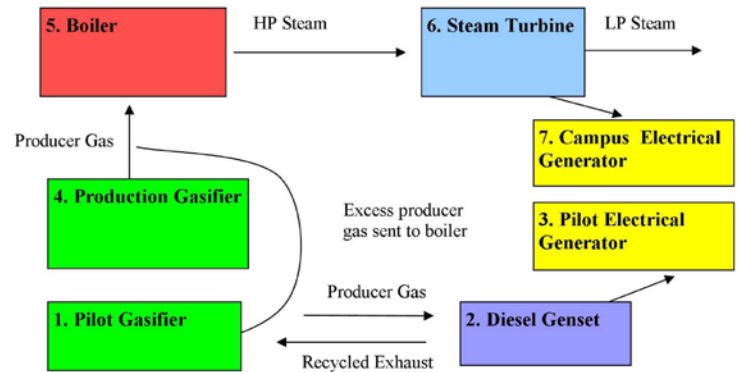 5. Boiler
HP Steam
6. Steam Turbine
LP Steam
Producer Gas
7. Campus Electrical
Generator
4. Production Gasifier
Excess producer
gas sent to boiler
3. Pilot Electrical
Generator
1. Pilot Gasifier
Producer Gas
2. Diesel Genset
Recycled Exhaust